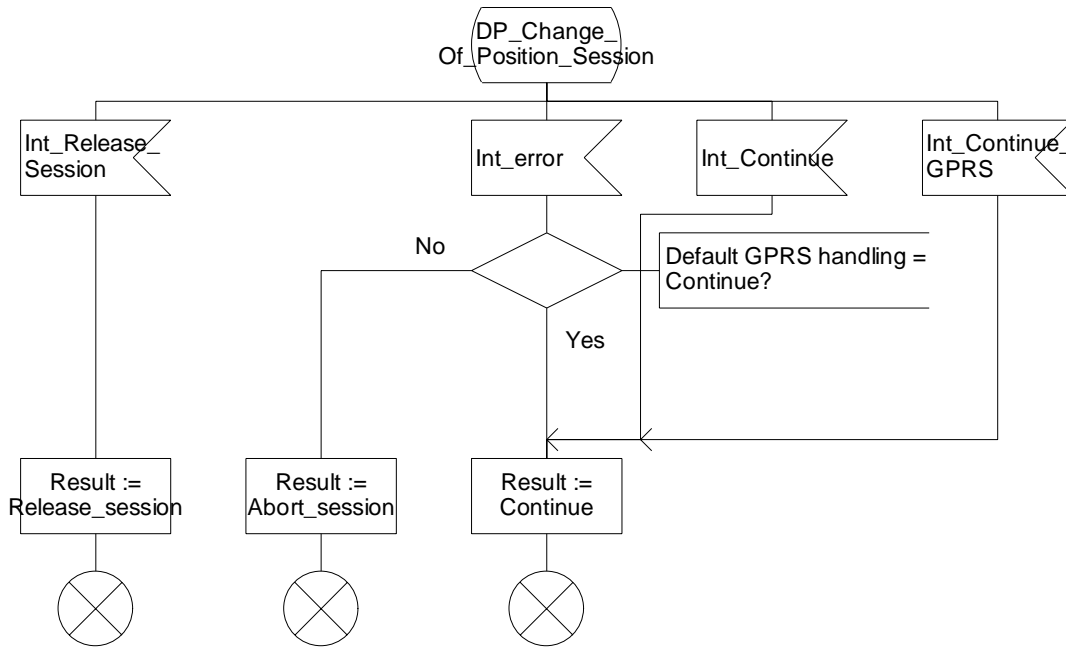 DP_Change_
Of_Position_Session
Int_Release_
Session
Int_error
Int_Continue
Int_Continue_
GPRS
No
Default GPRS handling =
Continue?
Yes
Result :=
Release_session
Result :=
Abort_session
Result :=
Continue